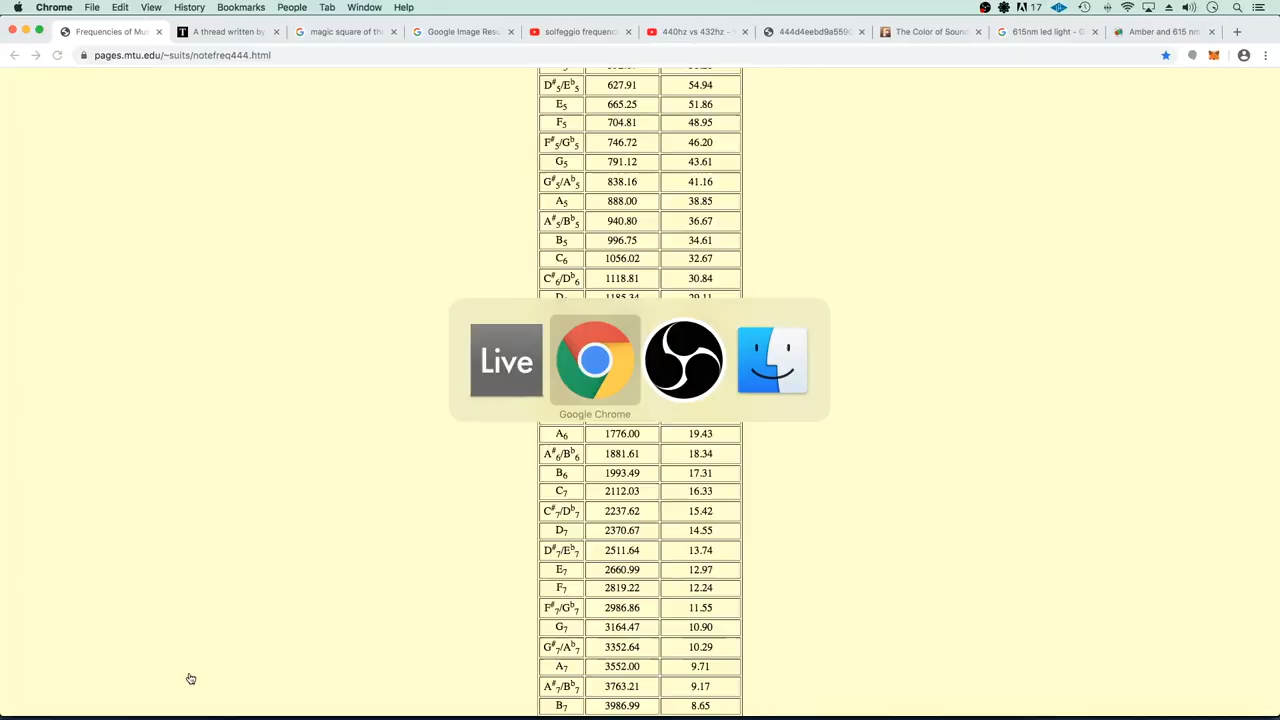 Chrome File Edit View History Bookmarks People Tab Window Help 17
Frequencies of Mus × A thread written by × magic square of th × Google Image Resu × solfeggio frequenc × 440hz vs 432hz - Y × 444d4eebd9a5590 × The Color of Sound × 615nm led light - G × Amber and 615 nm × +
pages.mtu.edu/~suits/notefreq444.html
D#5/Eb5 627.91 54.94
E5 665.25 51.86
F5 704.81 48.95
F#5/Gb5 746.72 46.20
G5 791.12 43.61
G#5/Ab5 838.16 41.16
A5 888.00 38.85
A#5/Bb5 940.80 36.67
B5 996.75 34.61
C6 1056.02 32.67
C#6/Db6 1118.81 30.84
1185.34 29.11
Live
Google Chrome
A6 1776.00 19.43
A#6/Bb6 1881.61 18.34
B6 1993.49 17.31
C7 2112.03 16.33
C#7/Db7 2237.62 15.42
D7 2370.67 14.55
D#7/Eb7 2511.64 13.74
E7 2660.99 12.97
F7 2819.22 12.24
F#7/Gb7 2986.86 11.55
G7 3164.47 10.90
G#7/Ab7 3352.64 10.29
A7 3552.00 9.71
A#7/Bb7 3763.21 9.17
B7 3986.99 8.65